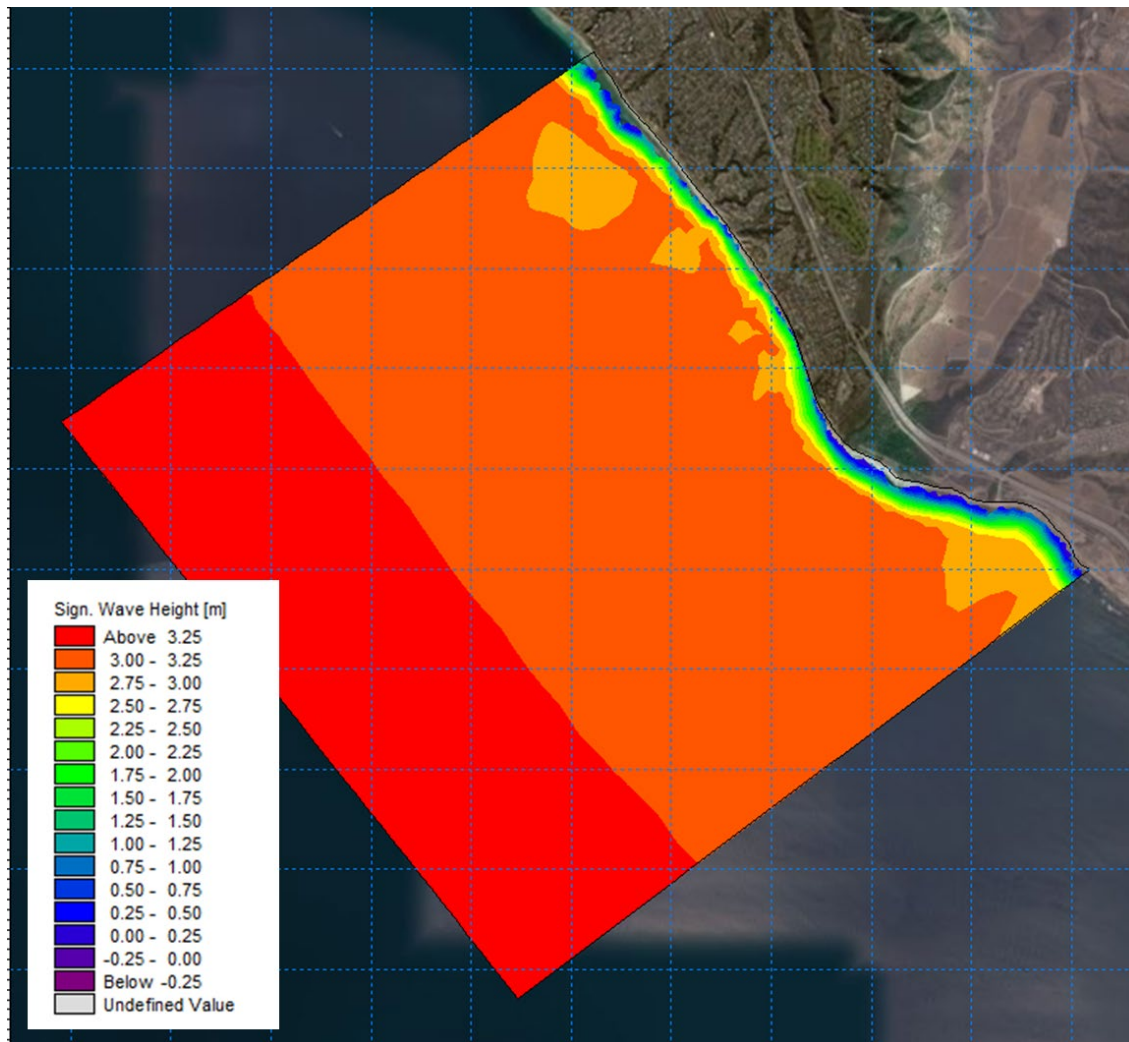 Sign. Wave Height [m]
Above 3.25
3.00 - 3.25
2.75 - 3.00
2.50 - 2.75
2.25 - 2.50
2.00 - 2.25
1.75 - 2.00
1.50 - 1.75
1.25 - 1.50
1.00 - 1.25
0.75 - 1.00
0.50 - 0.75
0.25 - 0.50
0.00 - 0.25
-0.25 - 0.00
Below -0.25
Undefined Value